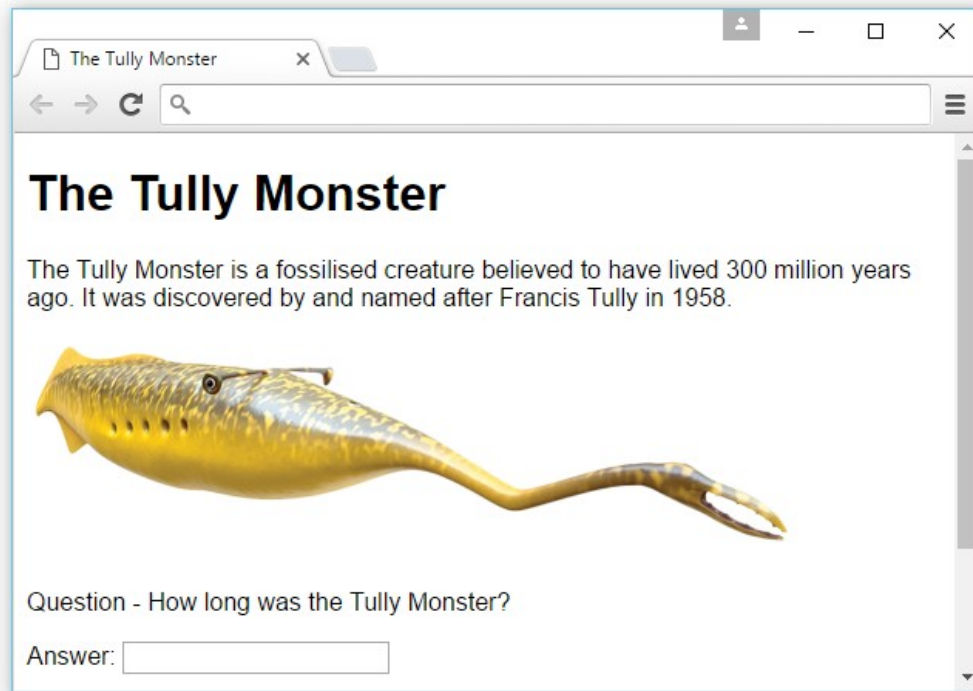 The Tully Monster
The Tully Monster
The Tully Monster is a fossilised creature believed to have lived 300 million years
ago. It was discovered by and named after Francis Tully in 1958.
Question - How long was the Tully Monster?
Answer: